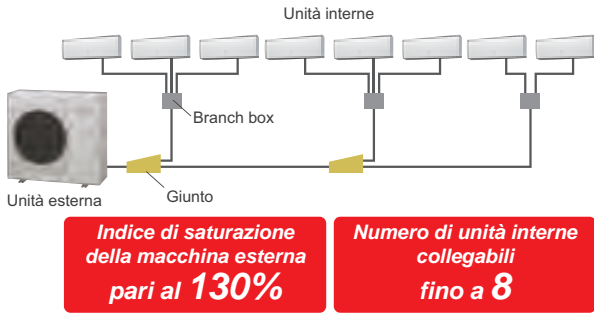 Unità interne
Branch box
Unità esterna
Giunto
Indice di saturazione
della macchina esterna
pari al 130%
Numero di unità interne
collegabili
fino a 8